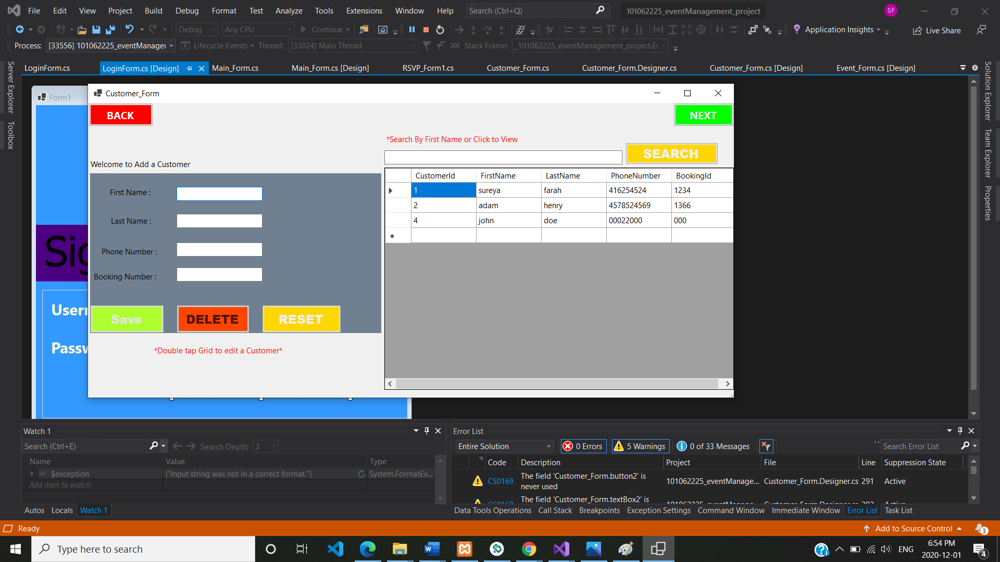 File Edit View Project Build Debug Format Test Analyze Tools Extensions Window Help Search (Ctrl+Q) 101062225_eventManagement_project SF
Debug Any CPU Continue Application Insights Live Share
Process: [33556] 101062225_eventManager Lifecycle Events Thread: [33024] Main Thread Stack Frame: _101062225_eventManagement_project.Ev
LoginForm.cs LoginForm.cs [Design] Main_Form.cs Main_Form.cs [Design] RSVP_Form1.cs Customer_Form.cs Customer_Form.Designer.cs Customer_Form.cs [Design] Event_Form.cs [Design]
Server Explorer
Toolbox
Solution Explorer
Team Explorer
Properties
Form1
Sig
Usern
Passw
Customer_Form
BACK
NEXT
*Search By First Name or Click to View
SEARCH
Welcome to Add a Customer
First Name :
Last Name :
Phone Number :
Booking Number :
Save DELETE RESET
*Double tap Grid to edit a Customer*
CustomerId FirstName LastName PhoneNumber BookingId
1 sureya farah 416254524 1234
2 adam henry 4578524569 1366
4 john doe 00022000 000
Watch 1
Search (Ctrl+E) Search Depth: 3
Name Value Type
$exception {"Input string was not in a correct format."} System.FormatEx...
Add item to watch
Autos Locals Watch 1
Error List
Entire Solution 0 Errors 5 Warnings 0 of 33 Messages Search Error List
Code Description Project File Line Suppression State
CS0169 The field 'Customer_Form.button2' is never used 101062225_eventManage... Customer_Form.Designer.cs 291 Active
The field 'Customer_Form.textBox2' is
Data Tools Operations Call Stack Breakpoints Exception Settings Command Window Immediate Window Error List Task List
Ready Add to Source Control 3
Type here to search ENG 6:54 PM
2020-12-01 4